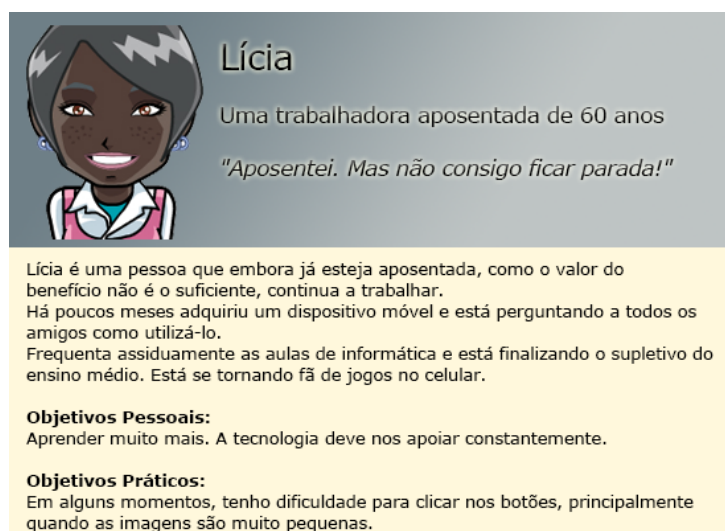 Lícia
Uma trabalhadora aposentada de 60 anos
"Aposentei. Mas não consigo ficar parada!"
Lícia é uma pessoa que embora já esteja aposentada, como o valor do
benefício não é o suficiente, continua a trabalhar.
Há poucos meses adquiriu um dispositivo móvel e está perguntando a todos os
amigos como utilizá-lo.
Frequenta assiduamente as aulas de informática e está finalizando o supletivo do
ensino médio. Está se tornando fã de jogos no celular.
Objetivos Pessoais:
Aprender muito mais. A tecnologia deve nos apoiar constantemente.
Objetivos Práticos:
Em alguns momentos, tenho dificuldade para clicar nos botões, principalmente
quando as imagens são muito pequenas.